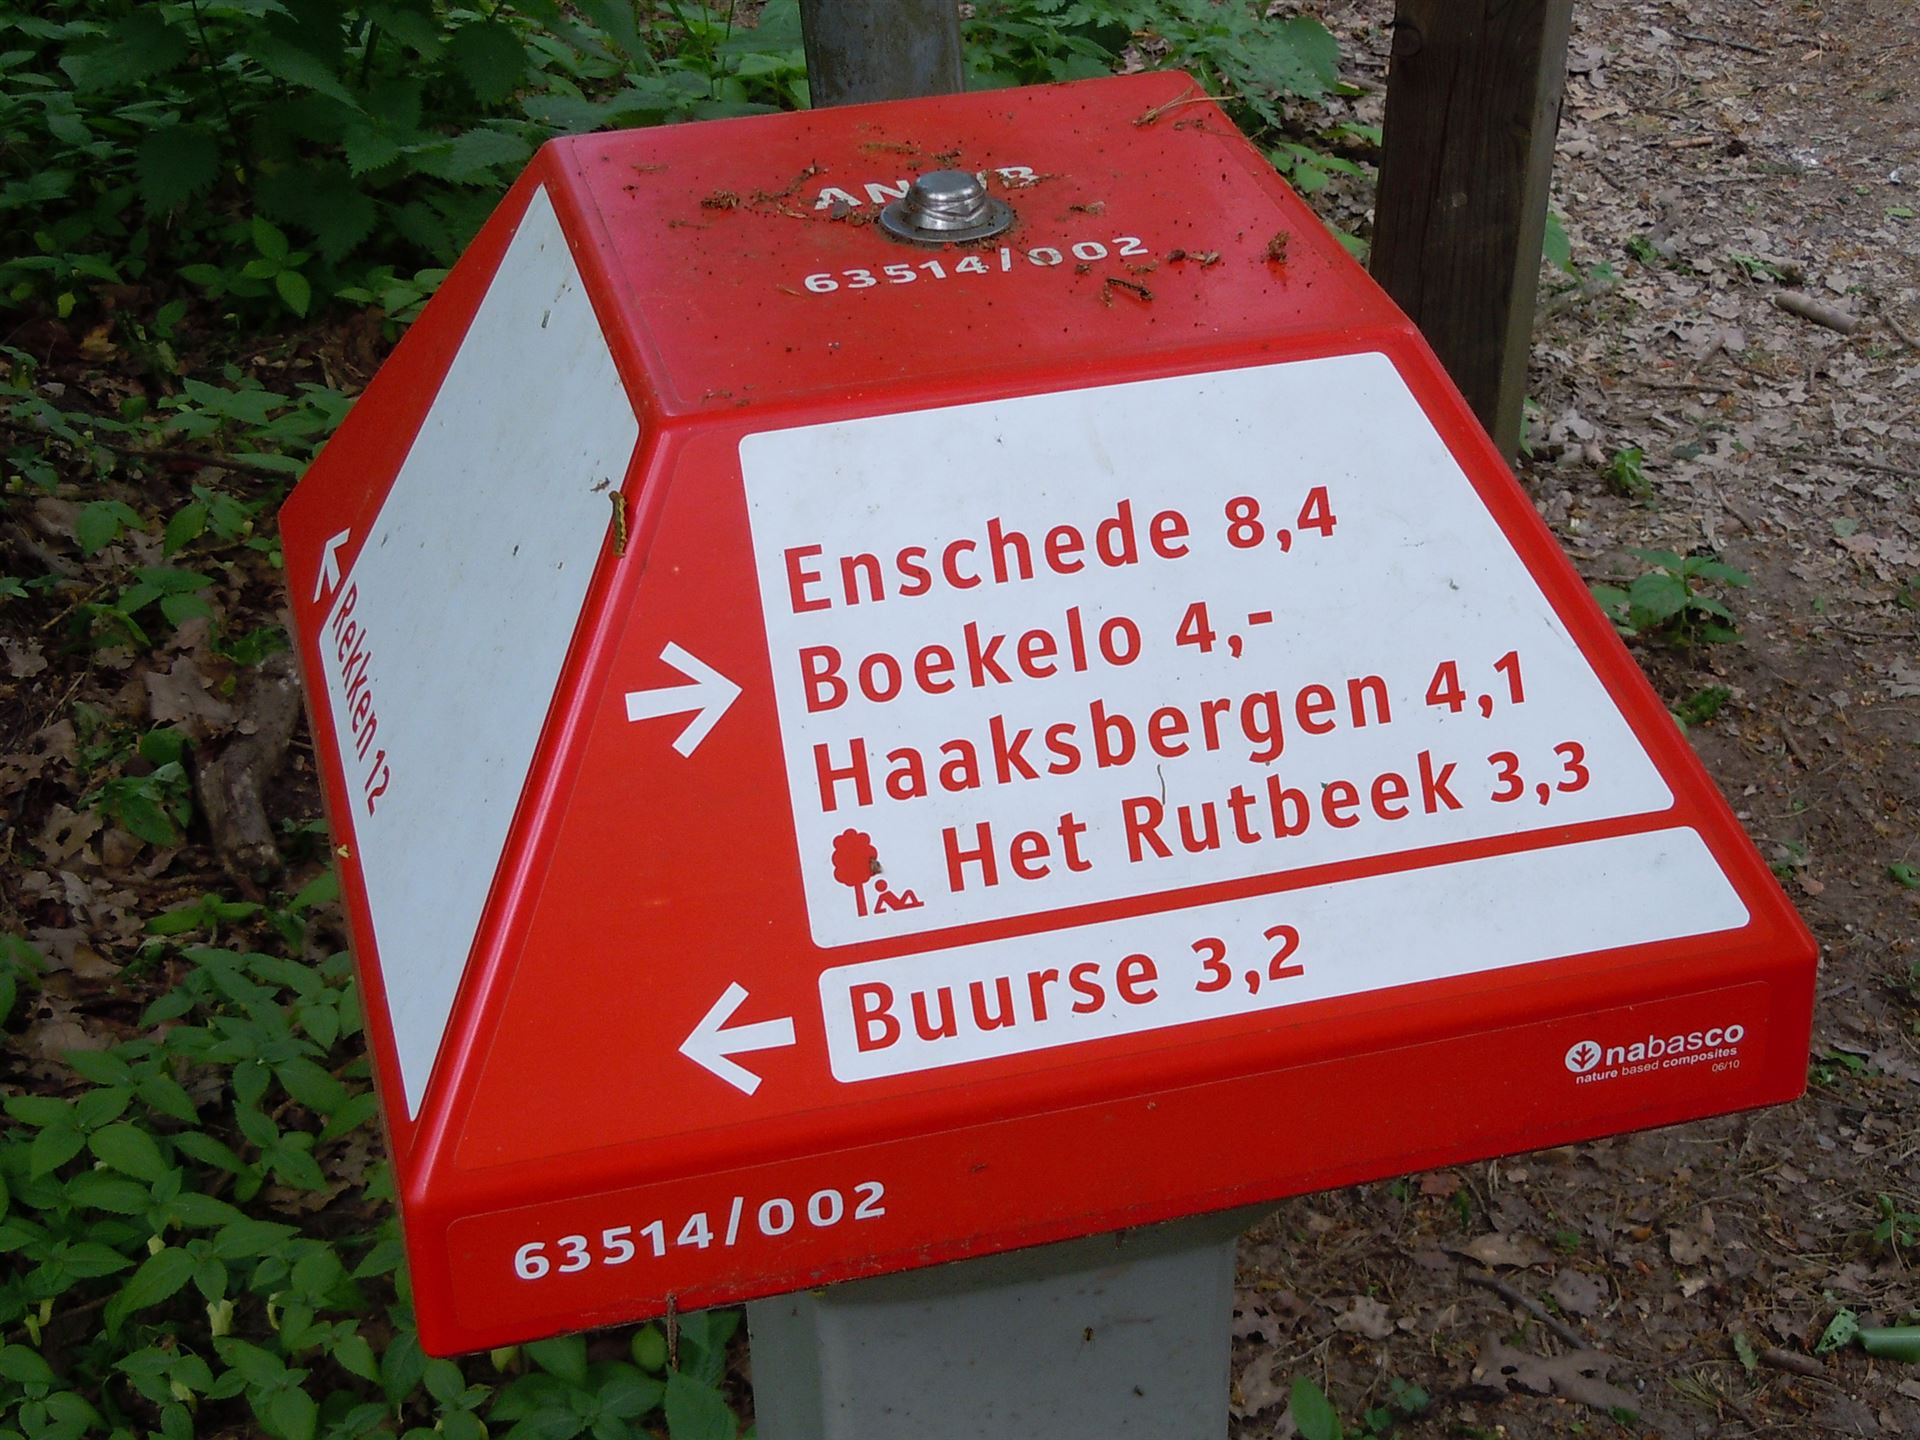 63514/002
Enschede 8,4
Boekelo 4,-
Haaksbergen 4,1
Het Rutbeek 3,3
Buurse 3,2
Rekken 12
nabasco
nature based composites
06/10
63514/002